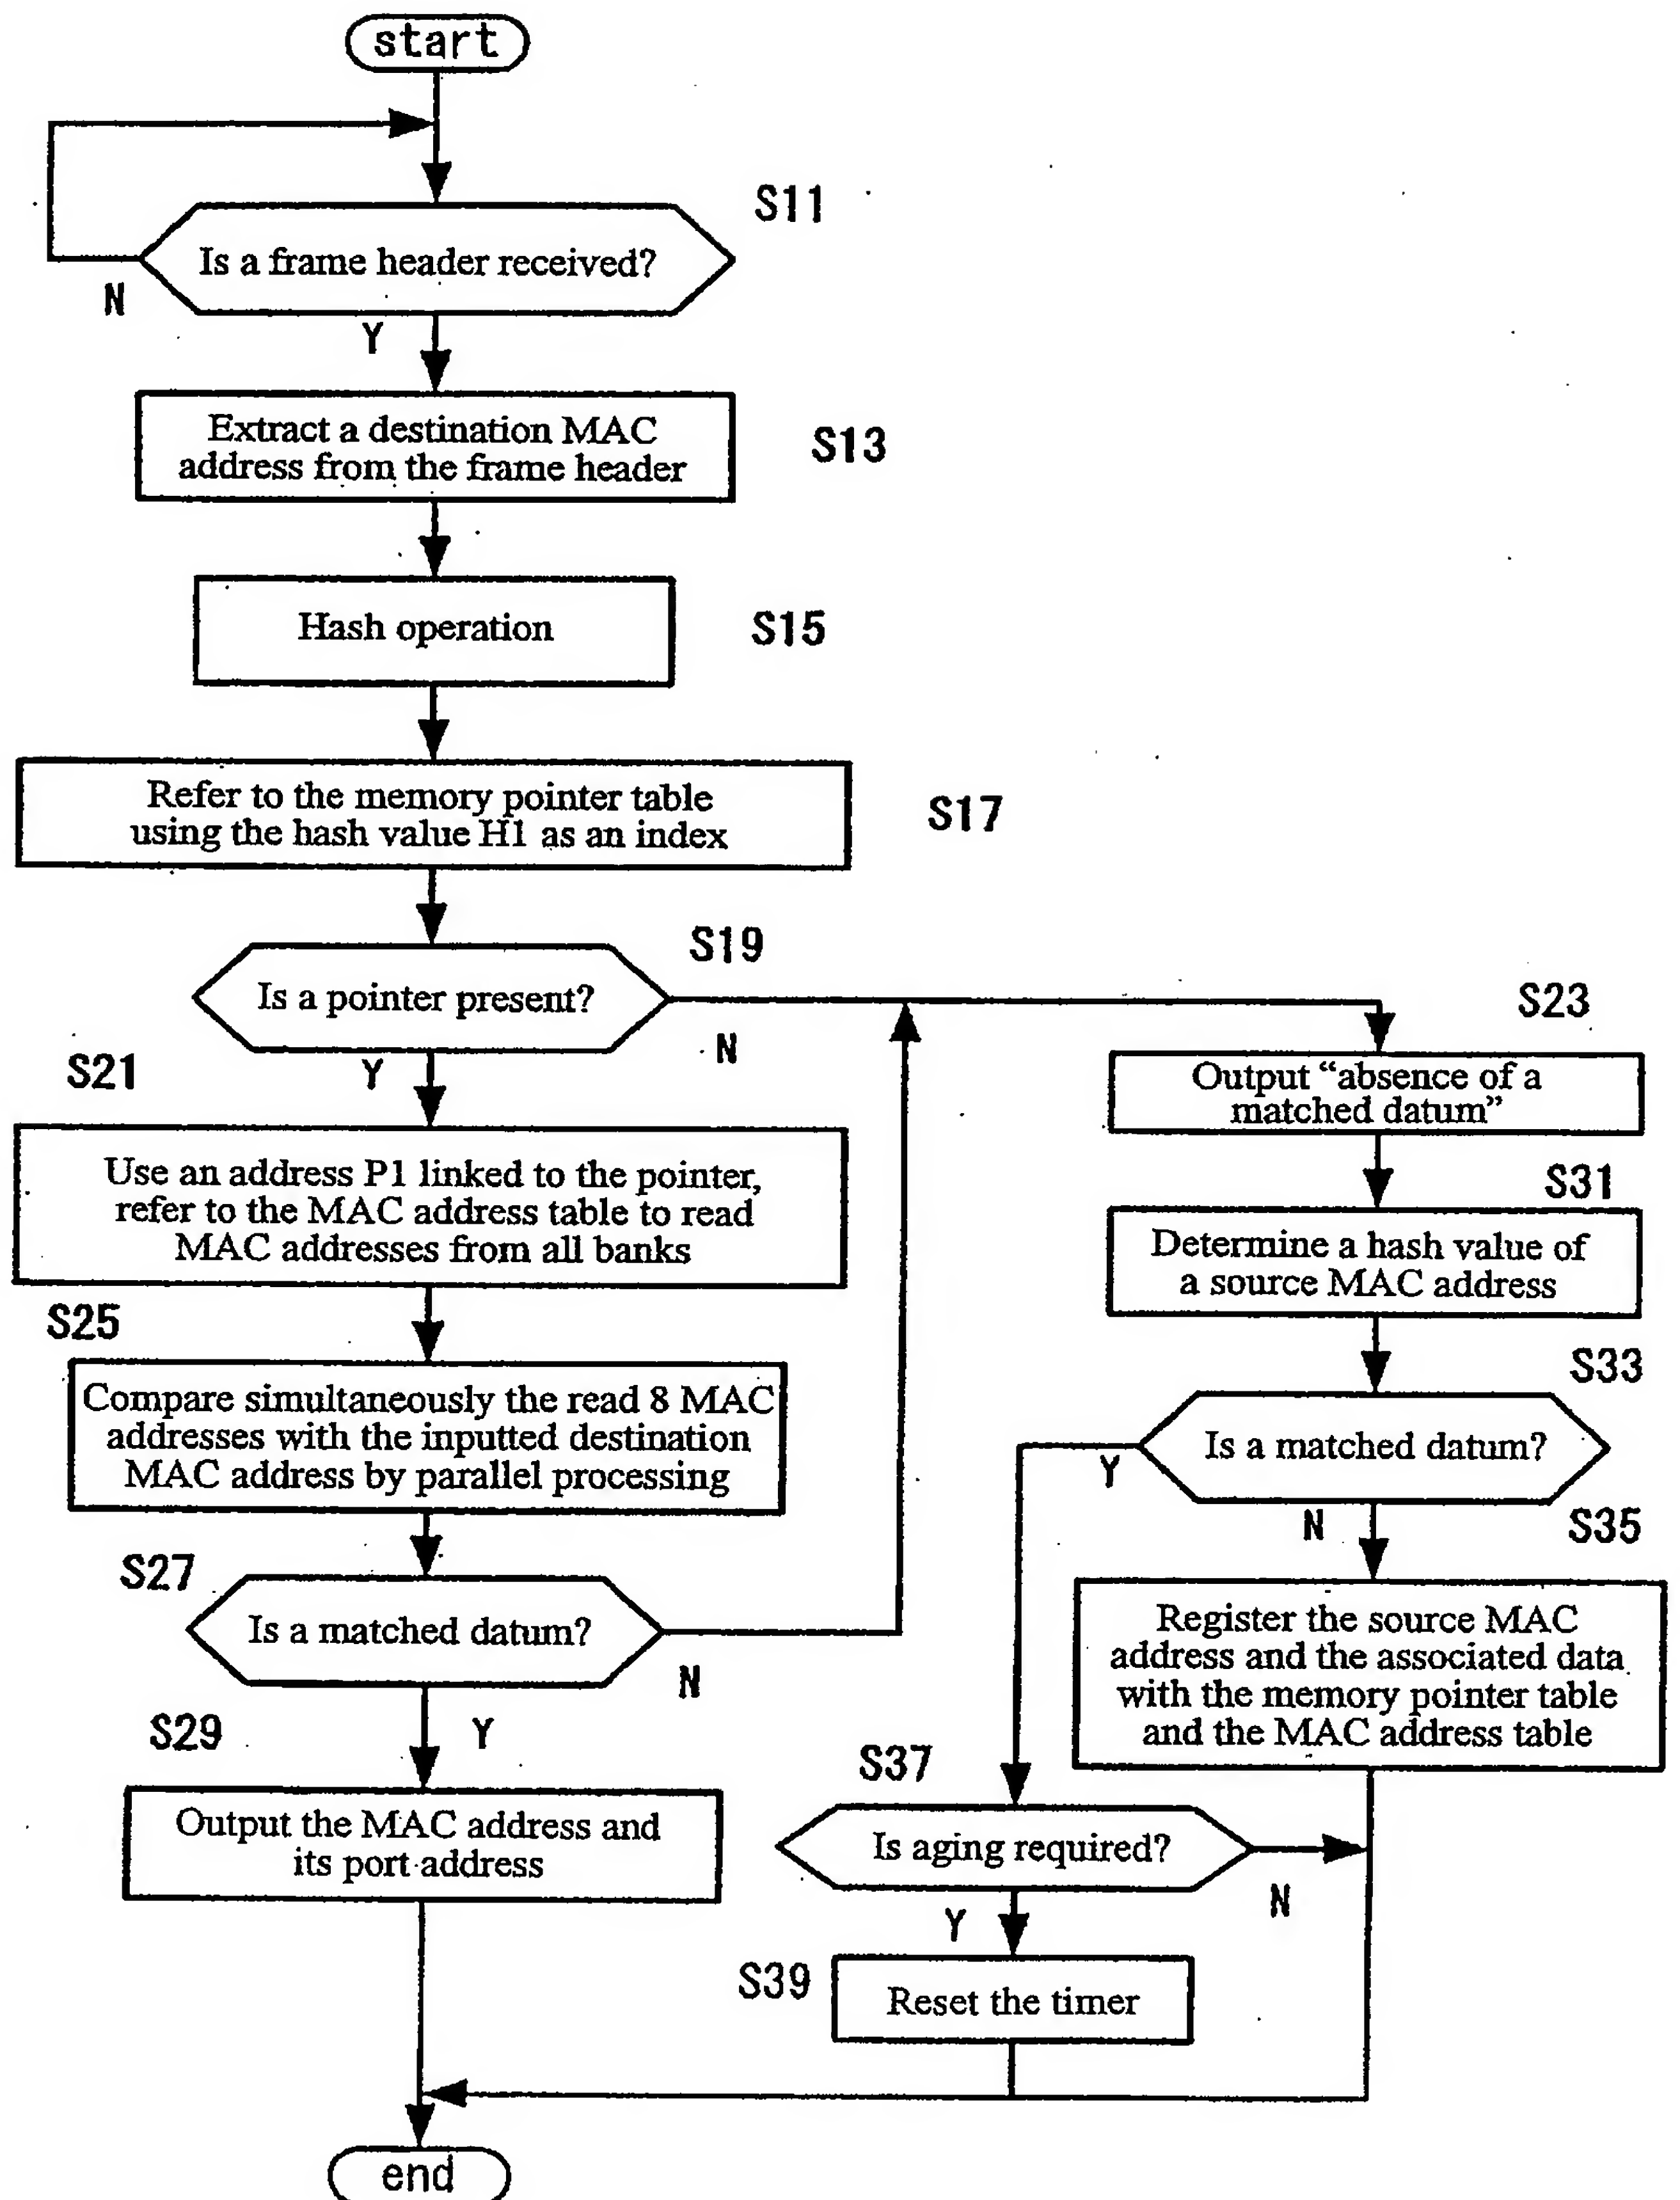 start
S11
Is a frame header received?
N
Y
Extract a destination MAC
address from the frame header
S13
Hash operation
S15
Refer to the memory pointer table
using the hash value H1 as an index
S17
S19
Is a pointer present?
N
Y
S21
Use an address P1 linked to the pointer,
refer to the MAC address table to read
MAC addresses from all banks
S25
Compare simultaneously the read 8 MAC
addresses with the inputted destination
MAC address by parallel processing
S27
Is a matched datum?
N
Y
S29
Output the MAC address and
its port address
S23
Output “absence of a
matched datum”
S31
Determine a hash value of
a source MAC address
S33
Is a matched datum?
Y
N
S35
Register the source MAC
address and the associated data
with the memory pointer table
and the MAC address table
S37
Is aging required?
N
Y
S39
Reset the timer
end